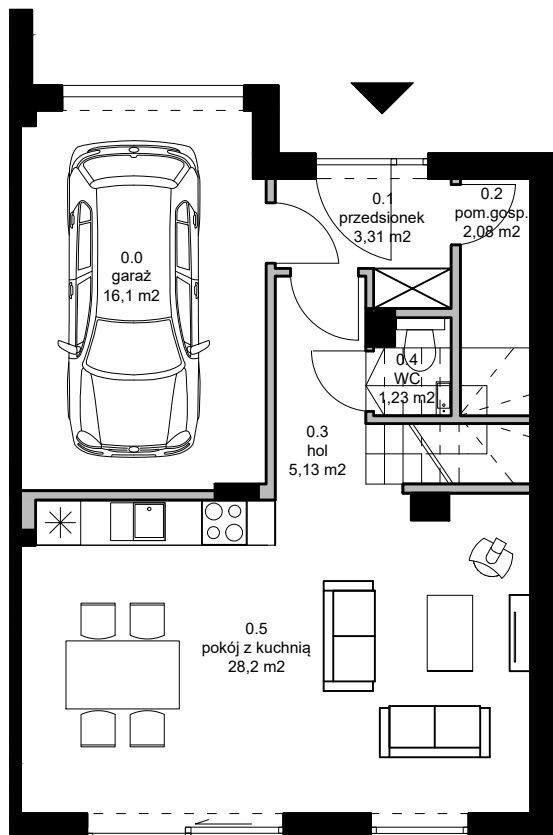 0.1
przedsionek
3,31 m2
0.2
pom.gosp.
2,08 m2
0.0
garaż
16,1 m2
0.4
WC
1,23 m2
0.3
hol
5,13 m2
0.5
pokój z kuchnią
28,2 m2